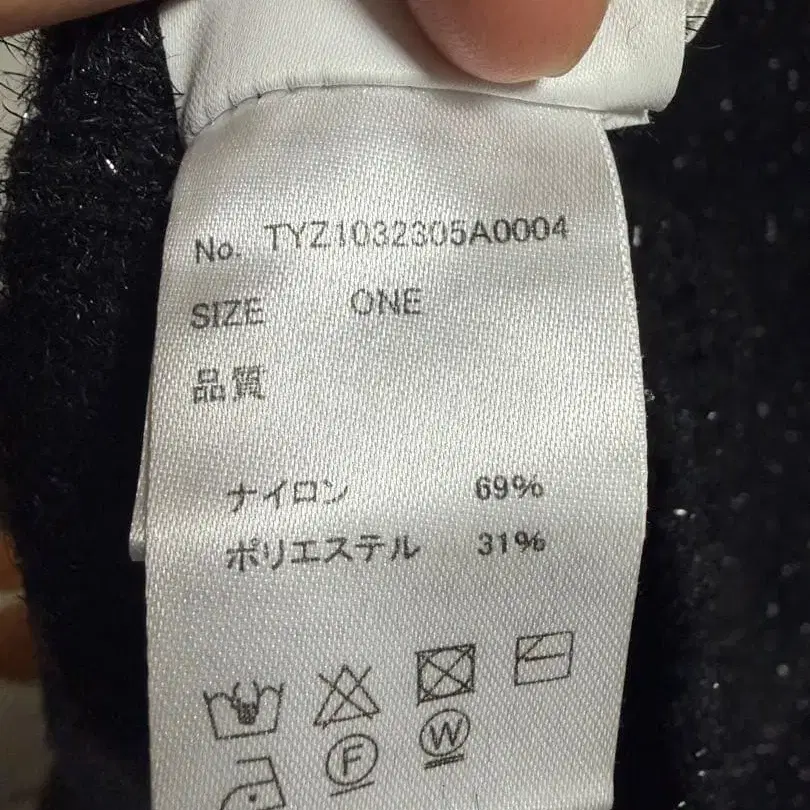 No. TYZ1032305A0004
SIZE ONE
品質
ナイロン 69%
ポリエステル 31%
F W